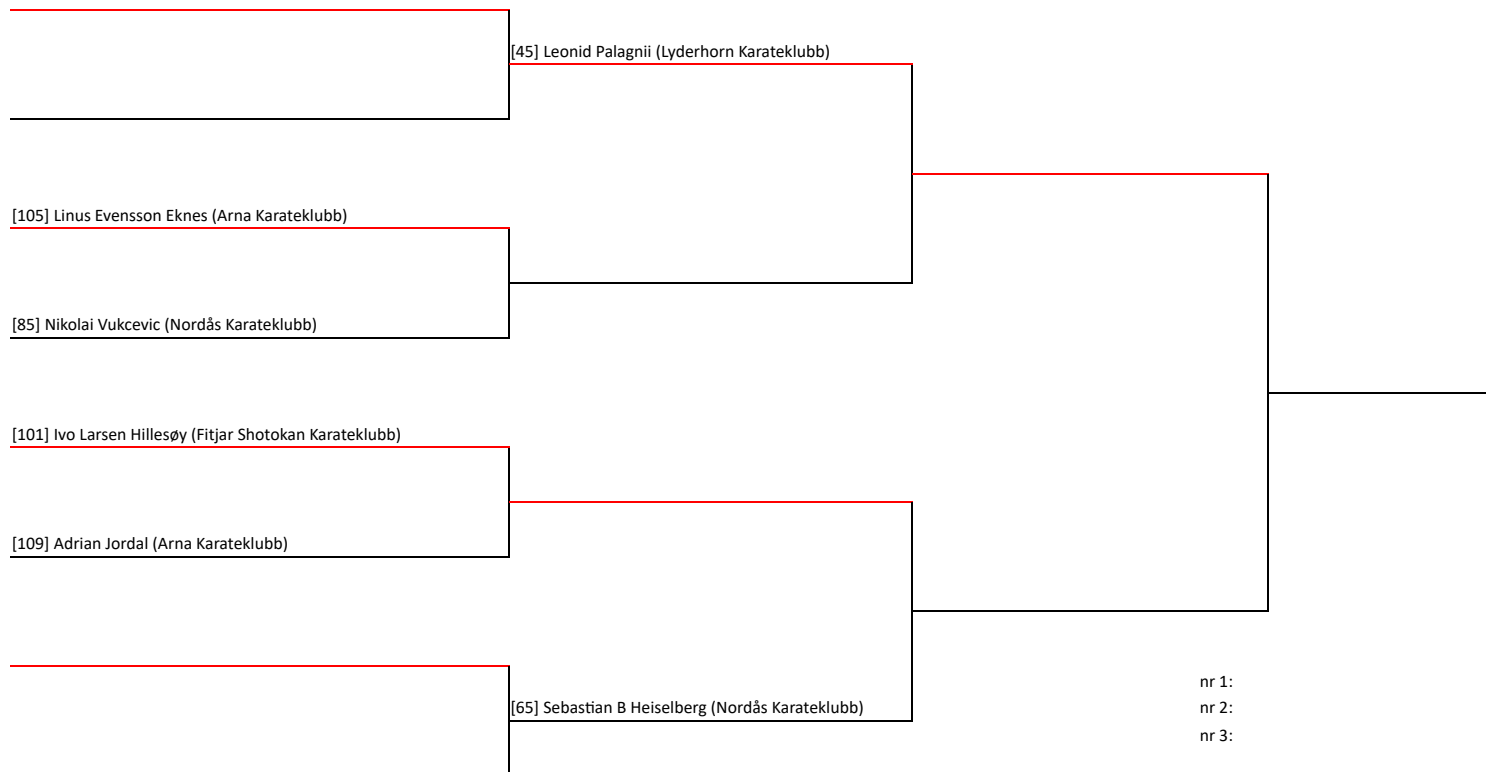 [45] Leonid Palagnii (Lyderhorn Karateklubb)
[105] Linus Evensson Eknes (Arna Karateklubb)
[85] Nikolai Vukcevic (Nordås Karateklubb)
[101] Ivo Larsen Hillesøy (Fitjar Shotokan Karateklubb)
[109] Adrian Jordal (Arna Karateklubb)
[65] Sebastian B Heiselberg (Nordås Karateklubb)
nr 1:
nr 2:
nr 3: